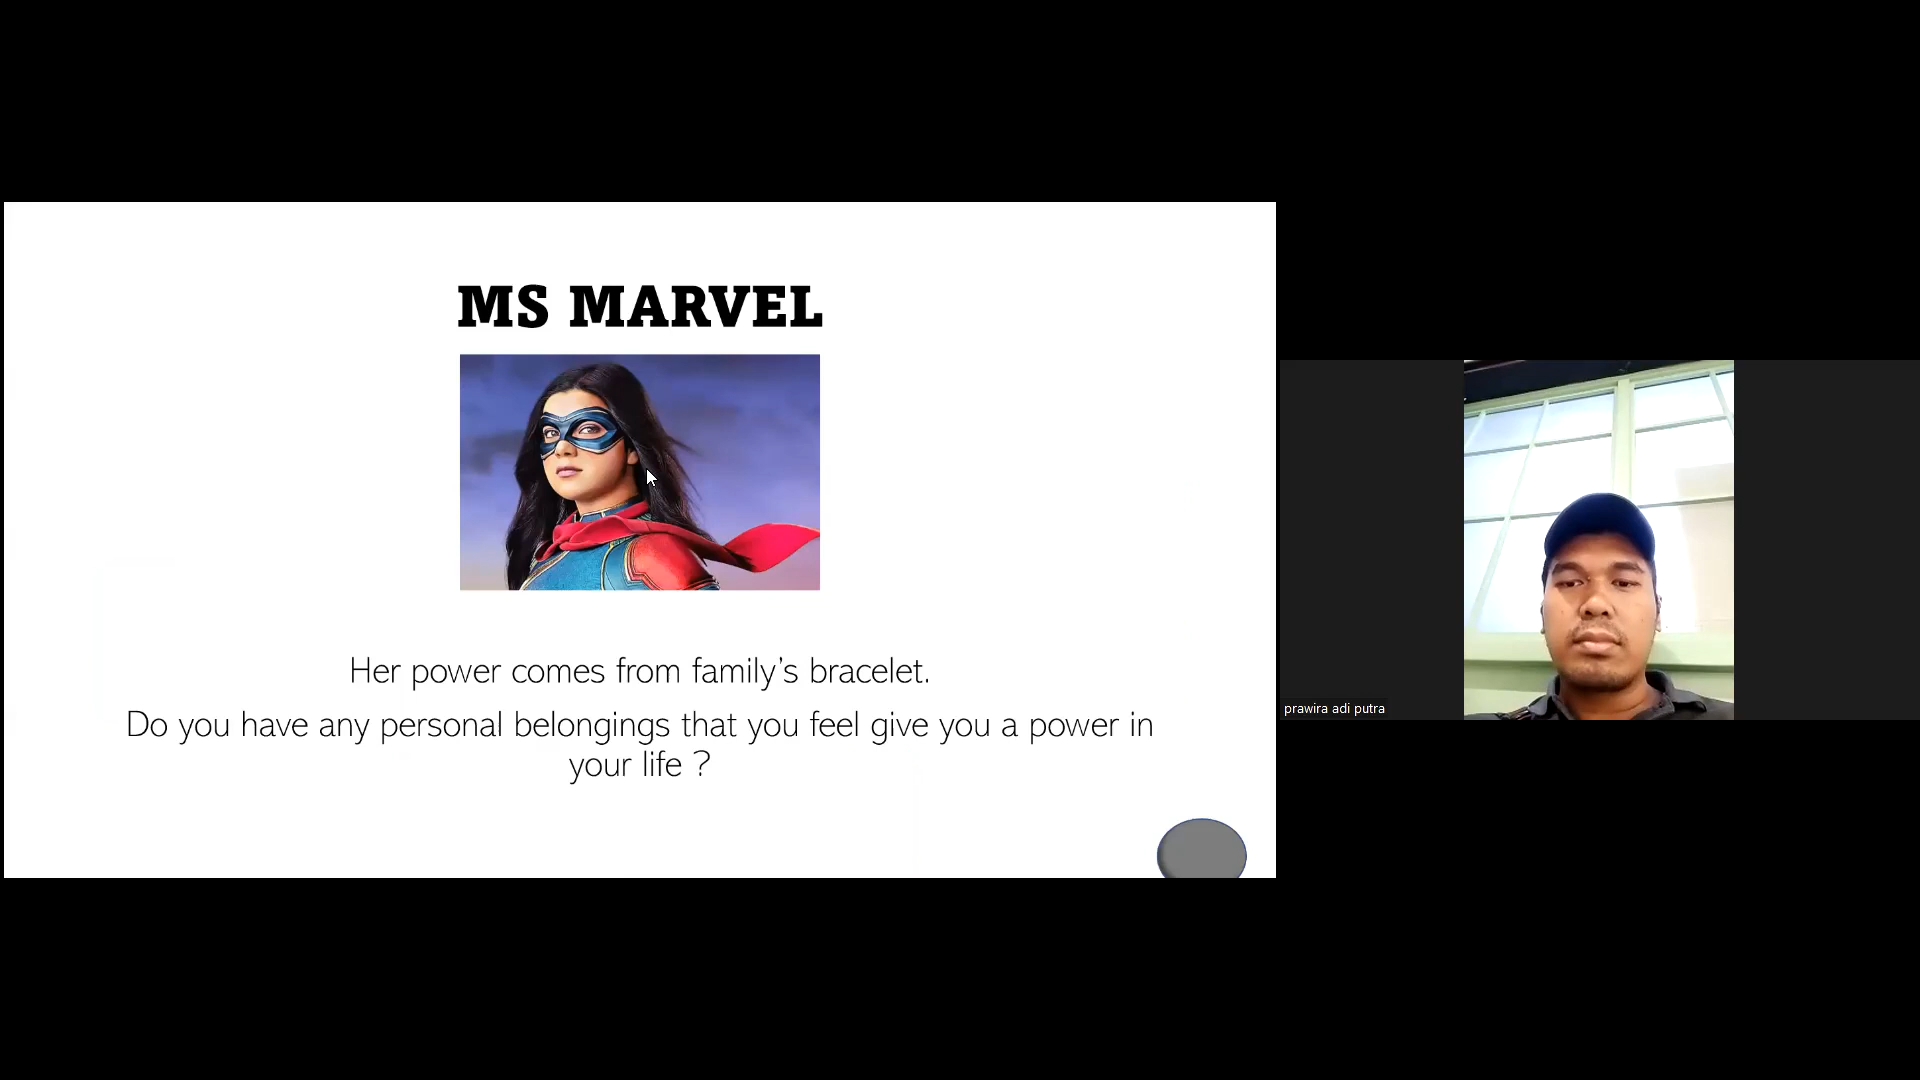 MS MARVEL
Her power comes from family’s bracelet.
Do you have any personal belongings that you feel give you a power in
your life ?
prawira adi putra